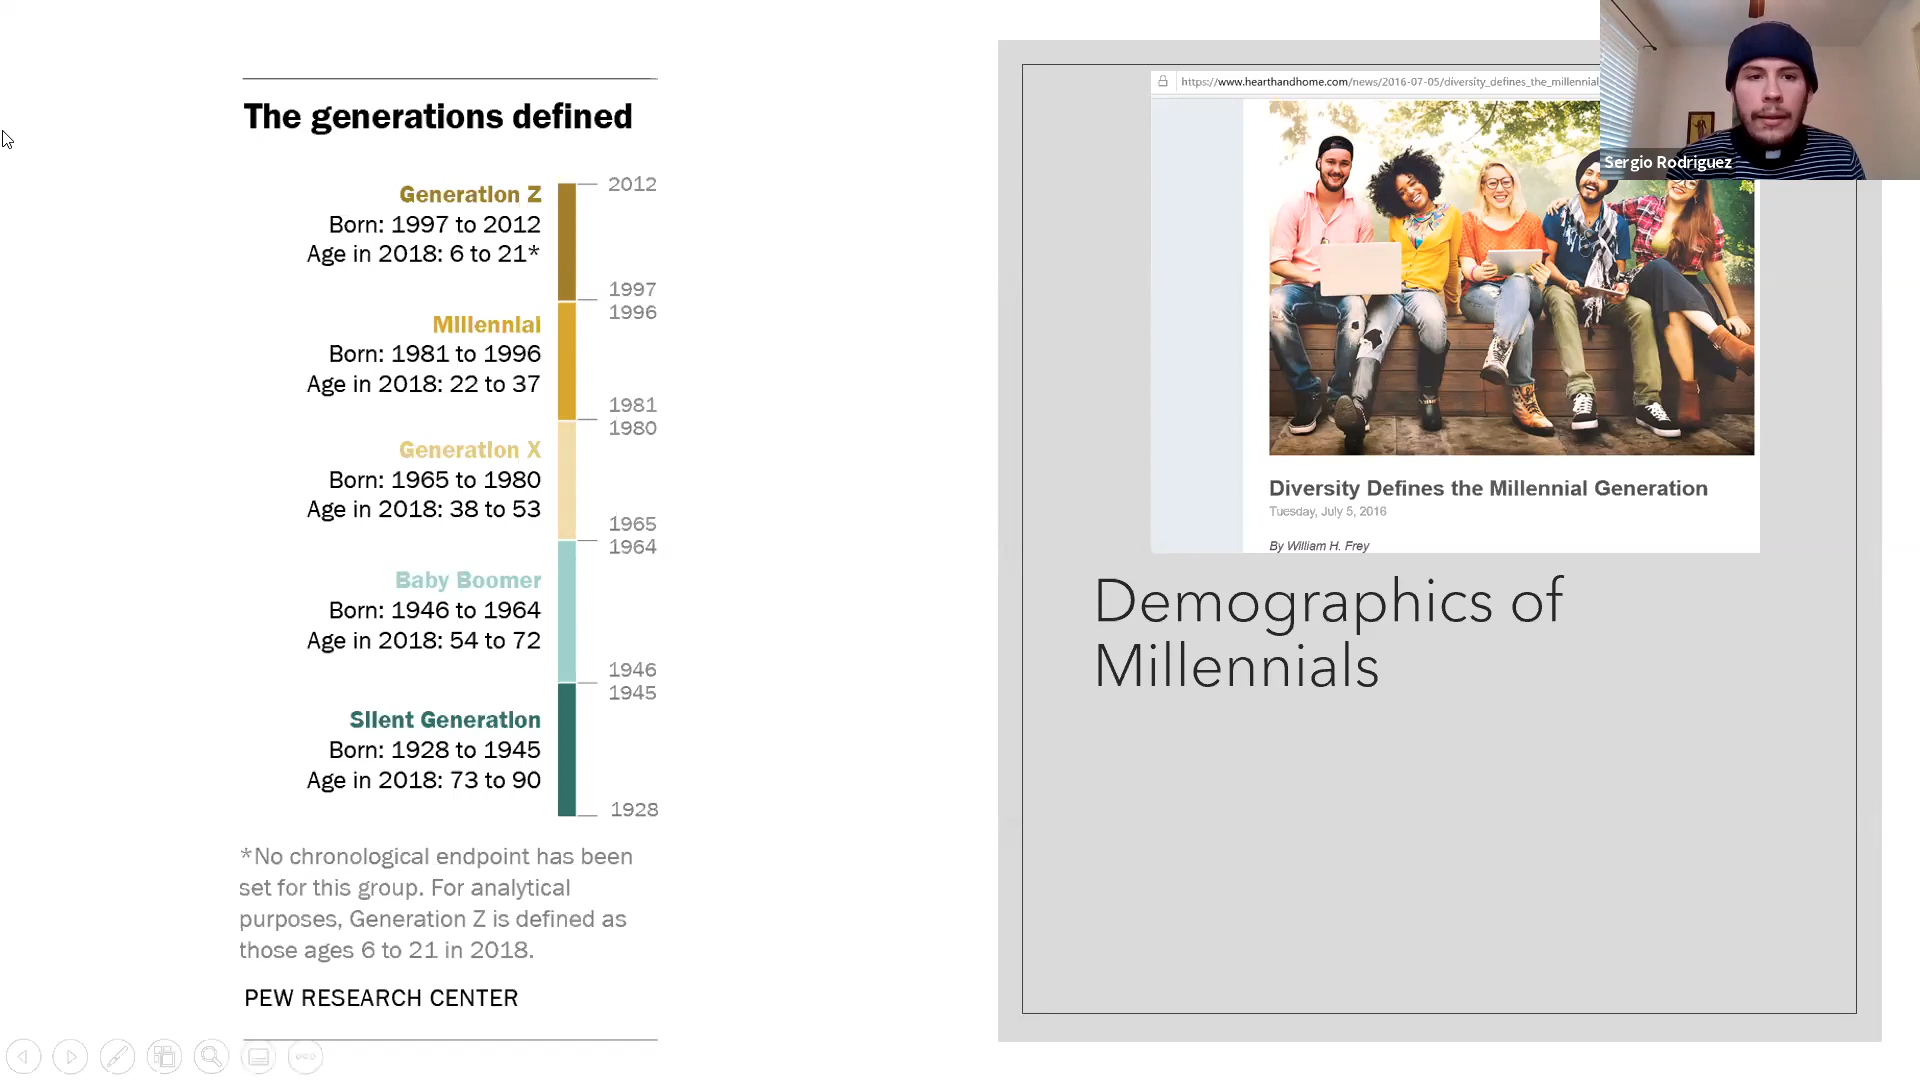 The generations defined
Generation Z
Born: 1997 to 2012
Age in 2018: 6 to 21*
Millennial
Born: 1981 to 1996
Age in 2018: 22 to 37
Generation X
Born: 1965 to 1980
Age in 2018: 38 to 53
Baby Boomer
Born: 1946 to 1964
Age in 2018: 54 to 72
Silent Generation
Born: 1928 to 1945
Age in 2018: 73 to 90
2012
1997
1996
1981
1980
1965
1964
1946
1945
1928
*No chronological endpoint has been
set for this group. For analytical
purposes, Generation Z is defined as
those ages 6 to 21 in 2018.
PEW RESEARCH CENTER
https://www.hearthandhome.com/news/2016-07-05/diversity_defines_the_millennial_
Sergio Rodriguez
Diversity Defines the Millennial Generation
Tuesday, July 5, 2016
By William H. Frey
Demographics of
Millennials